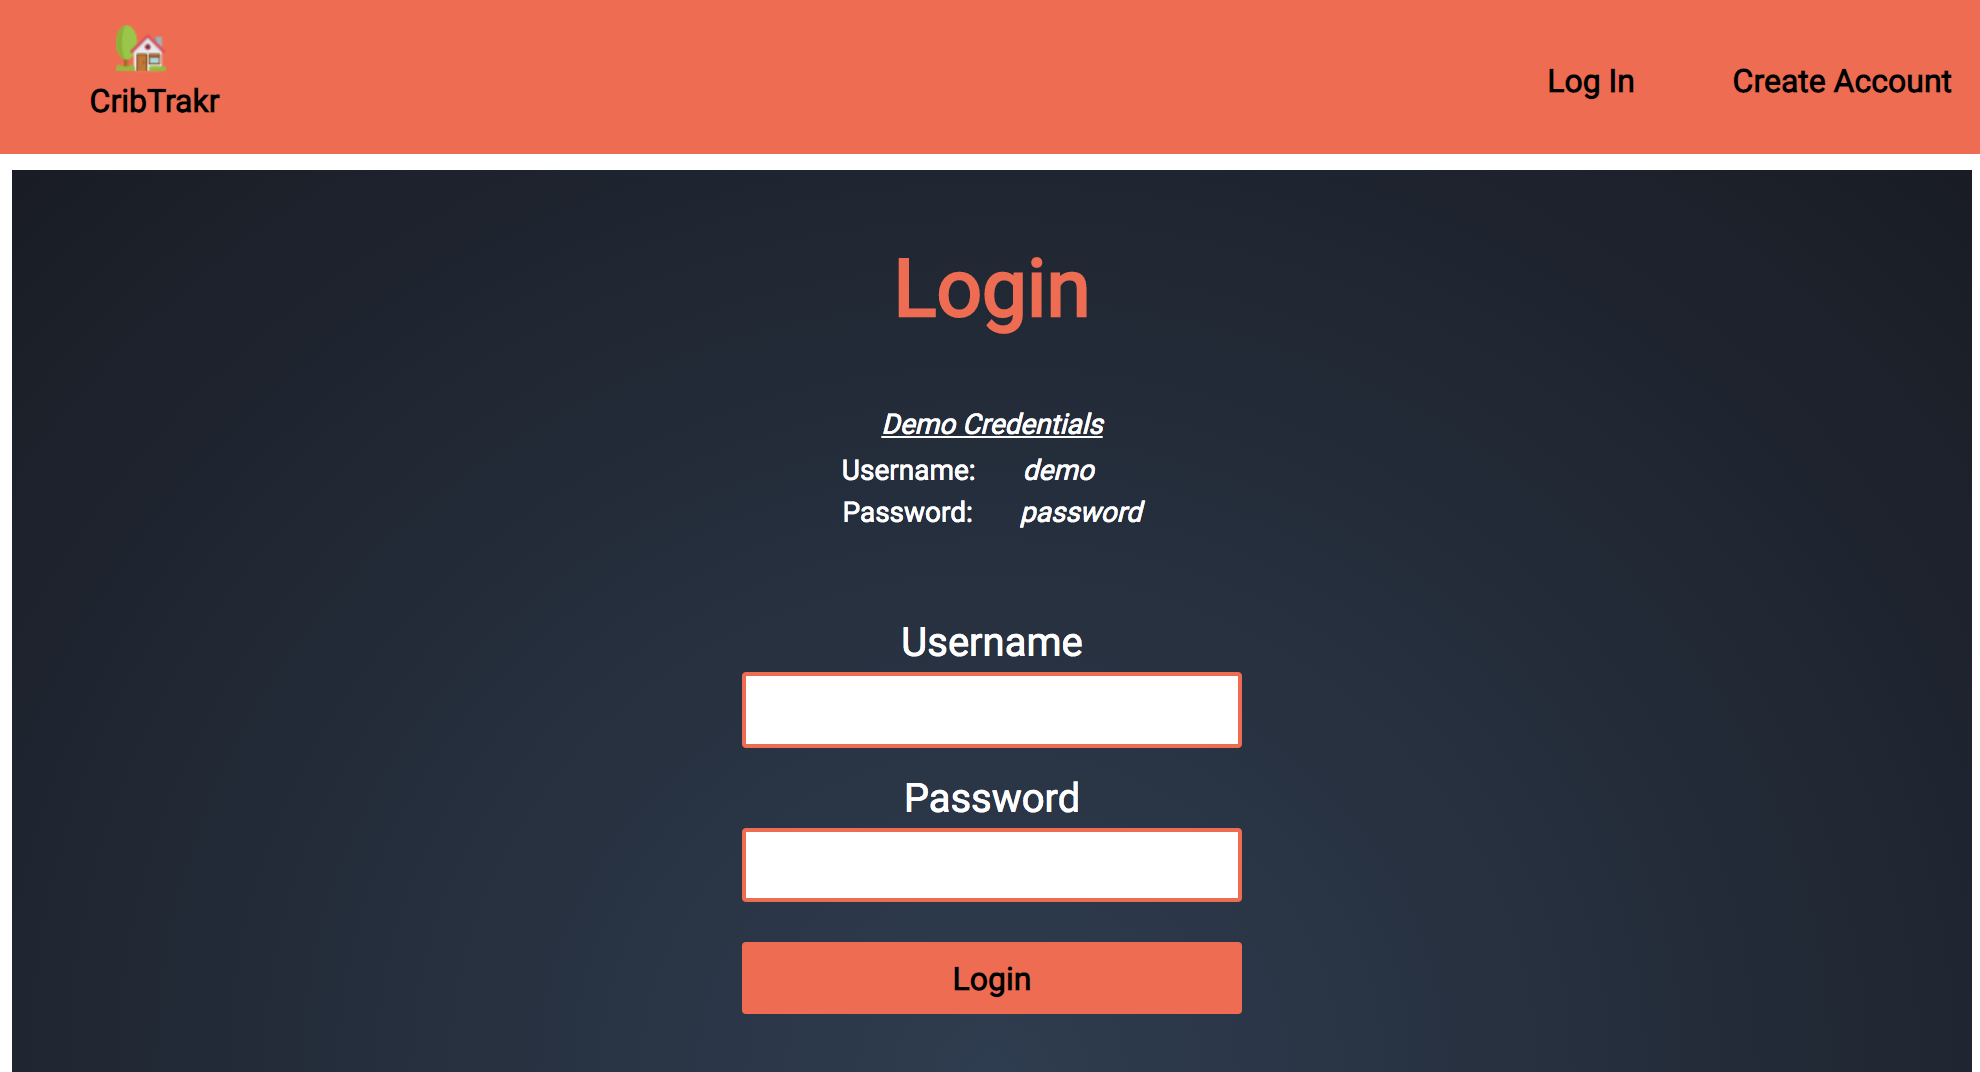 CribTrakr
Log In
Create Account
Login
Demo Credentials
Username: demo
Password: password
Username
Password
Login